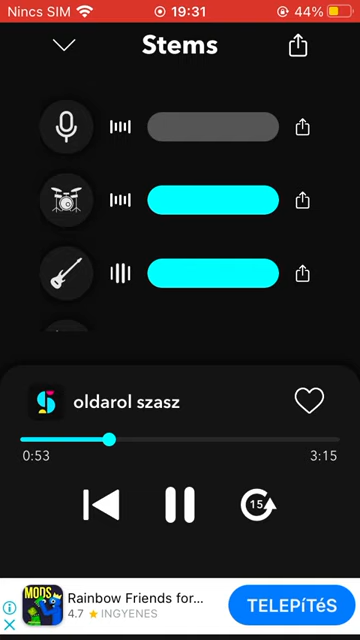 Nincs SIM 19:31 44%
Stems
oldarol szasz
0:53 3:15
15
MODS
Rainbow Friends for...
4.7 ★ INGYENES
TELEPíTéS